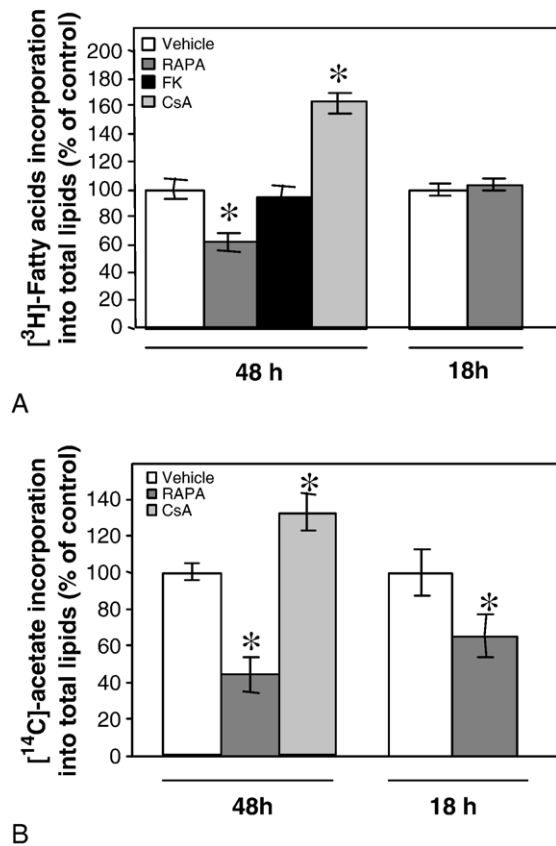 [³H]-Fatty acids incorporation
into total lipids (% of control)
200
180
160
140
120
100
80
60
40
20
0
Vehicle
RAPA
FK
CsA
*
*
48 h
18h
A
[¹⁴C]-acetate incorporation
into total lipids (% of control)
140
120
100
80
60
40
20
0
Vehicle
RAPA
CsA
*
*
*
48h
18 h
B